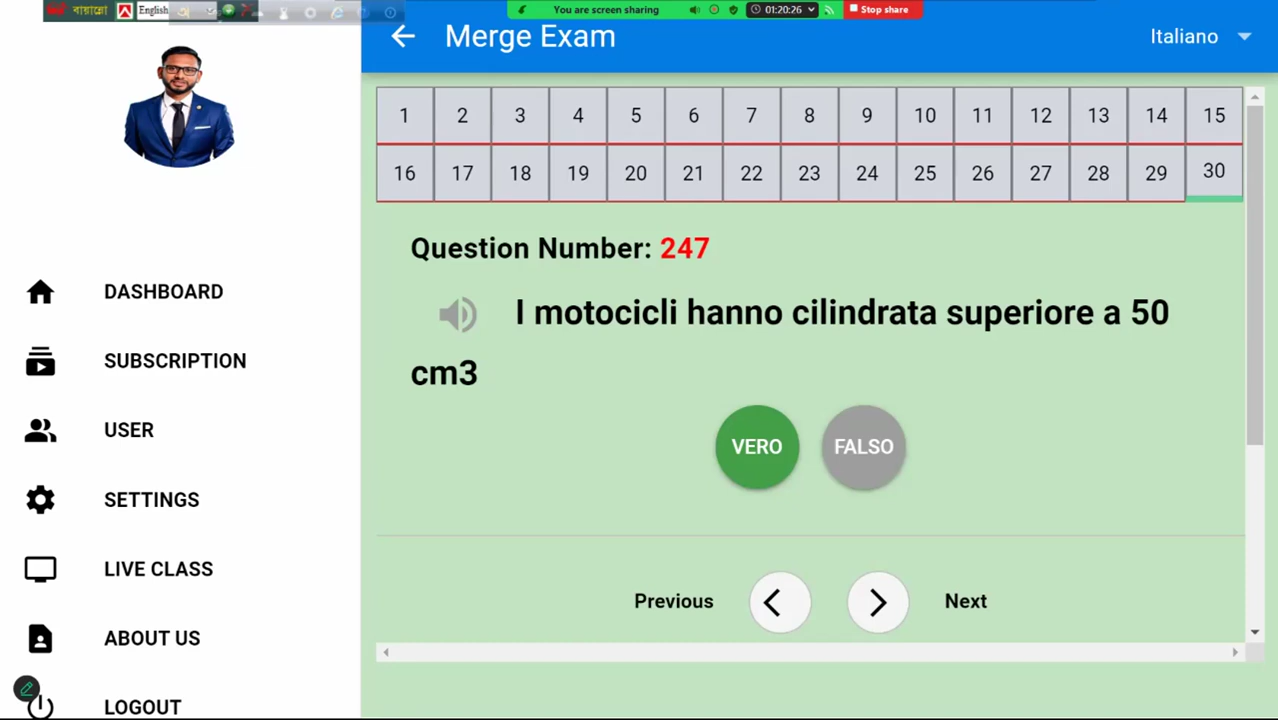 বায়ান্নো English You are screen sharing 01:20:26 Stop share
Merge Exam
Italiano
1 2 3 4 5 6 7 8 9 10 11 12 13 14 15
16 17 18 19 20 21 22 23 24 25 26 27 28 29 30
Question Number: 247
I motocicli hanno cilindrata superiore a 50
cm3
VERO FALSO
Previous Next
DASHBOARD
SUBSCRIPTION
USER
SETTINGS
LIVE CLASS
ABOUT US
LOGOUT